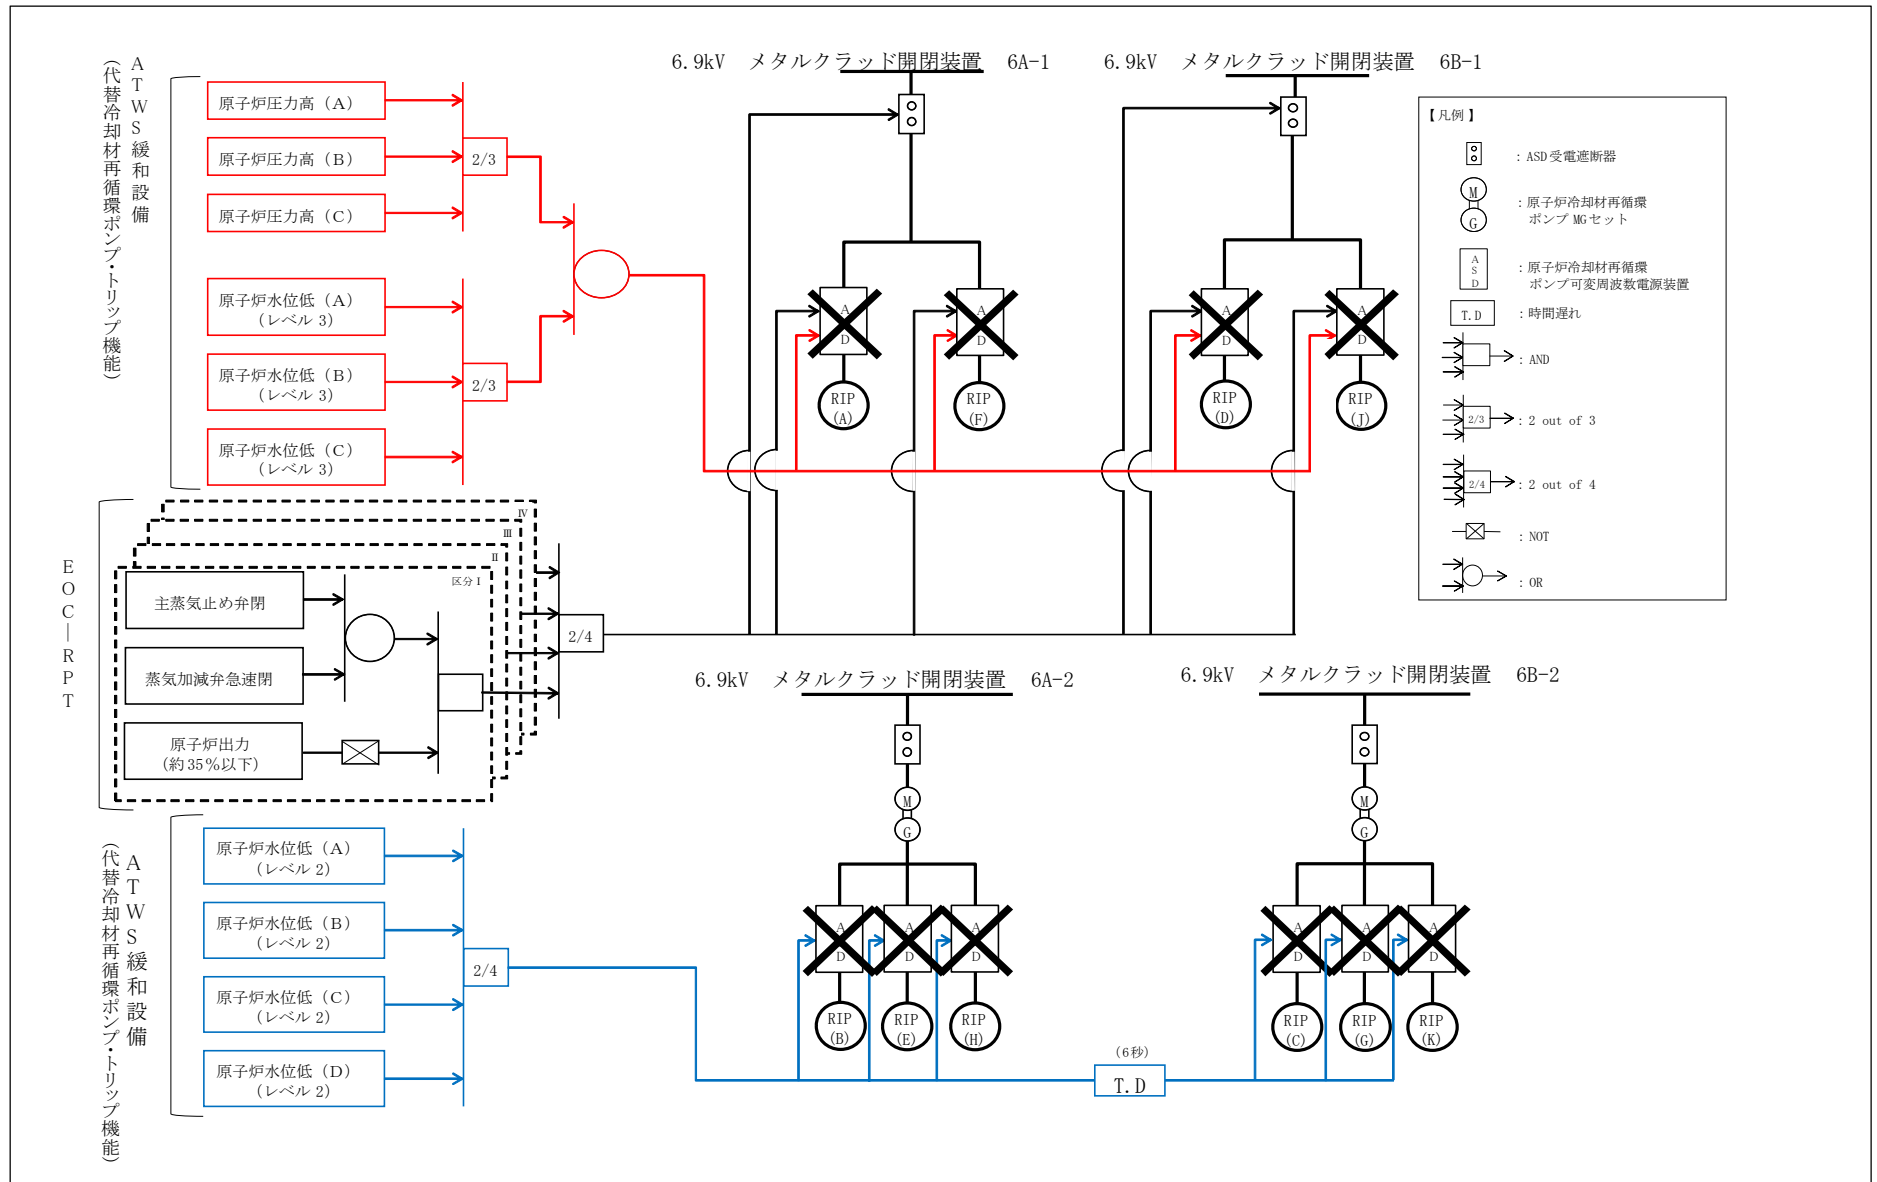 ATWS緩和設備
(代替冷却材再循環ポンプ・トリップ機能)
原子炉圧力高 (A)
原子炉圧力高 (B)
原子炉圧力高 (C)
2/3
原子炉水位低 (A)
(レベル 3)
原子炉水位低 (B)
(レベル 3)
原子炉水位低 (C)
(レベル 3)
2/3
6.9kV メタルクラッド開閉装置 6A-1
A
D
RIP
(A)
A
D
RIP
(F)
6.9kV メタルクラッド開閉装置 6B-1
A
D
RIP
(D)
A
D
RIP
(J)
【凡例】
: ASD受電遮断器
M
G
: 原子炉冷却材再循環
ポンプ MGセット
A
S
D
: 原子炉冷却材再循環
ポンプ可変周波数電源装置
T.D
: 時間遅れ
: AND
2/3
: 2 out of 3
2/4
: 2 out of 4
: NOT
: OR
EOC—RPT
Ⅳ
Ⅲ
Ⅱ
区分Ⅰ
主蒸気止め弁閉
蒸気加減弁急速閉
原子炉出力
(約35%以下)
2/4
6.9kV メタルクラッド開閉装置 6A-2
M
G
A
D
A
D
A
D
RIP
(B)
RIP
(E)
RIP
(H)
6.9kV メタルクラッド開閉装置 6B-2
M
G
A
D
A
D
A
D
RIP
(C)
RIP
(G)
RIP
(K)
ATWS緩和設備
(代替冷却材再循環ポンプ・トリップ機能)
原子炉水位低 (A)
(レベル 2)
原子炉水位低 (B)
(レベル 2)
原子炉水位低 (C)
(レベル 2)
原子炉水位低 (D)
(レベル 2)
2/4
(6秒)
T.D